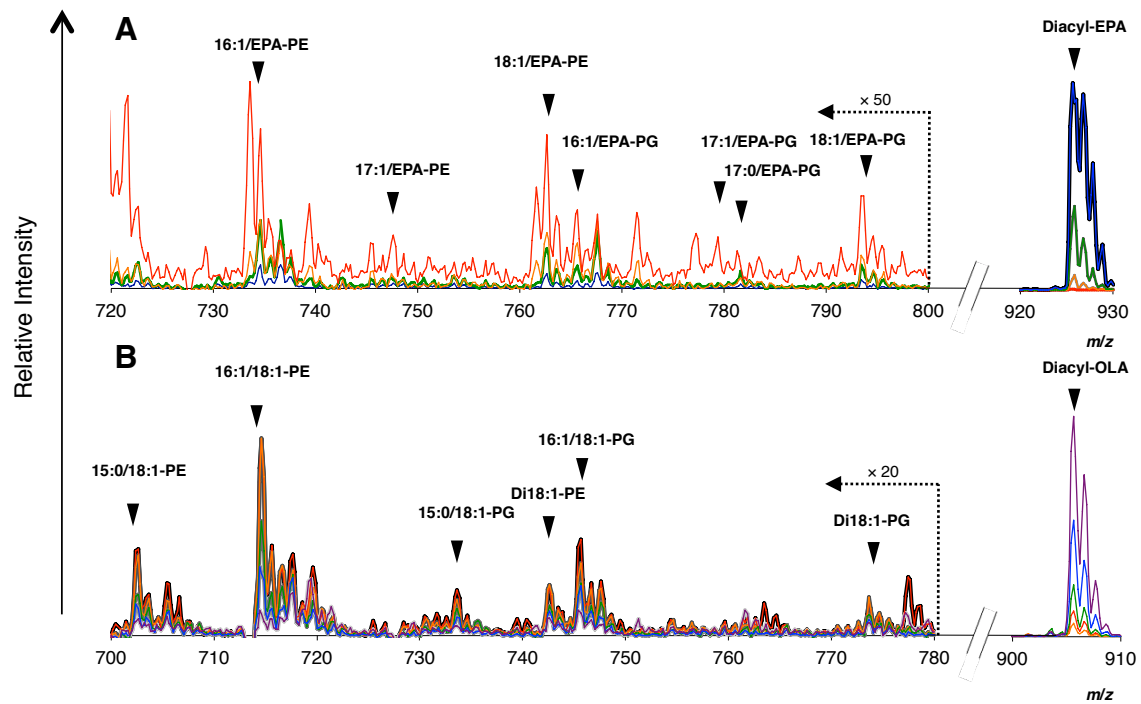 A
Diacyl-EPA
16:1/EPA-PE
18:1/EPA-PE
× 50
16:1/EPA-PG
17:1/EPA-PG
18:1/EPA-PG
17:1/EPA-PE
17:0/EPA-PG
Relative Intensity
720
730
740
750
760
770
780
790
800
920
930
m/z
B
16:1/18:1-PE
Diacyl-OLA
16:1/18:1-PG
15:0/18:1-PE
× 20
Di18:1-PE
15:0/18:1-PG
Di18:1-PG
700
710
720
730
740
750
760
770
780
900
910
m/z